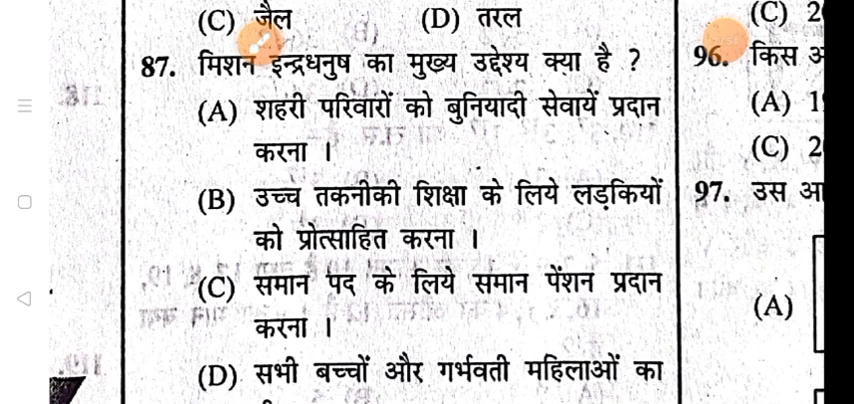 (C) जैल (D) तरल
87. मिशन इन्द्रधनुष का मुख्य उद्देश्य क्या है ?
(A) शहरी परिवारों को बुनियादी सेवायें प्रदान
करना ।
(B) उच्च तकनीकी शिक्षा के लिये लड़कियों
को प्रोत्साहित करना ।
(C) समान पद के लिये समान पेंशन प्रदान
करना ।
(D) सभी बच्चों और गर्भवती महिलाओं का
(C) 2
96. किस
(A) 1
(C) 2
97. उस
(A)